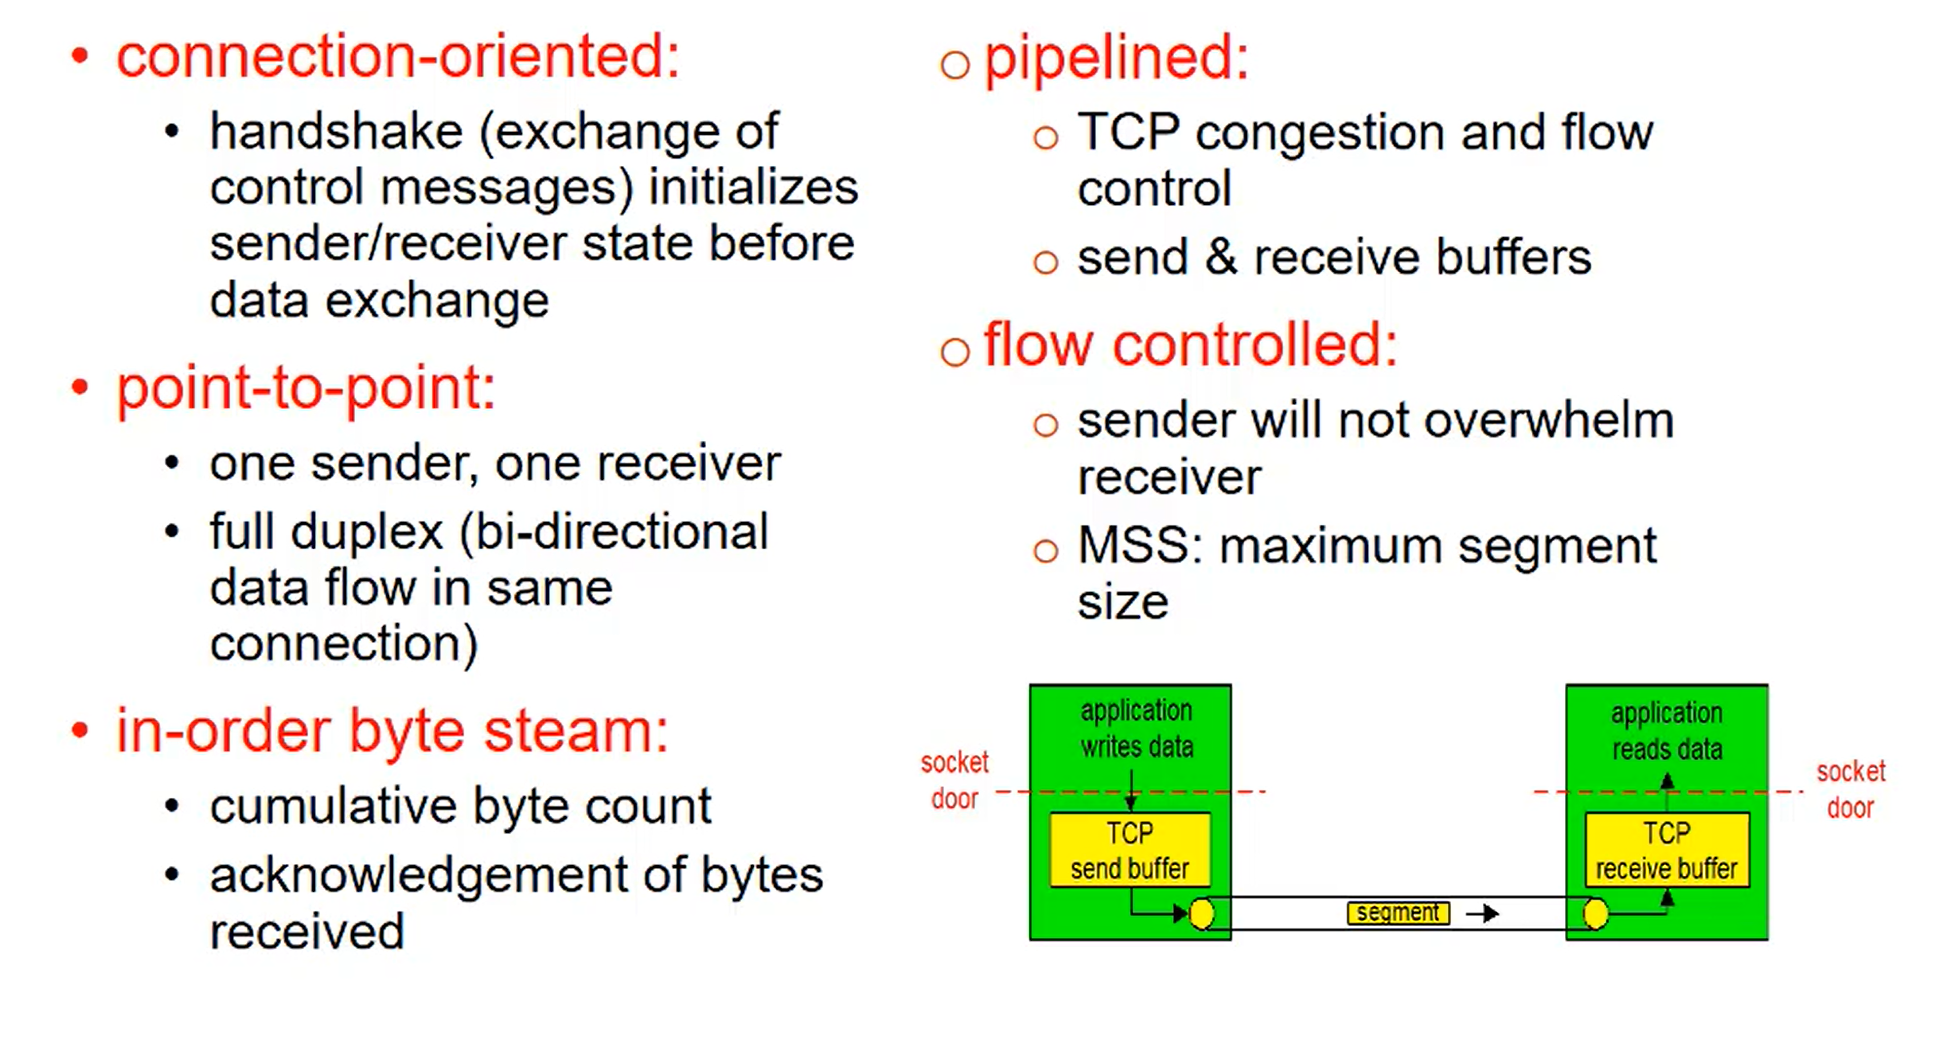 • connection-oriented:
• handshake (exchange of
control messages) initializes
sender/receiver state before
data exchange
• point-to-point:
• one sender, one receiver
• full duplex (bi-directional
data flow in same
connection)
• in-order byte steam:
• cumulative byte count
• acknowledgement of bytes
received
○ pipelined:
○ TCP congestion and flow
control
○ send & receive buffers
○ flow controlled:
○ sender will not overwhelm
receiver
○ MSS: maximum segment
size
socket
door
application
writes data
TCP
send buffer
segment
application
reads data
TCP
receive buffer
socket
door